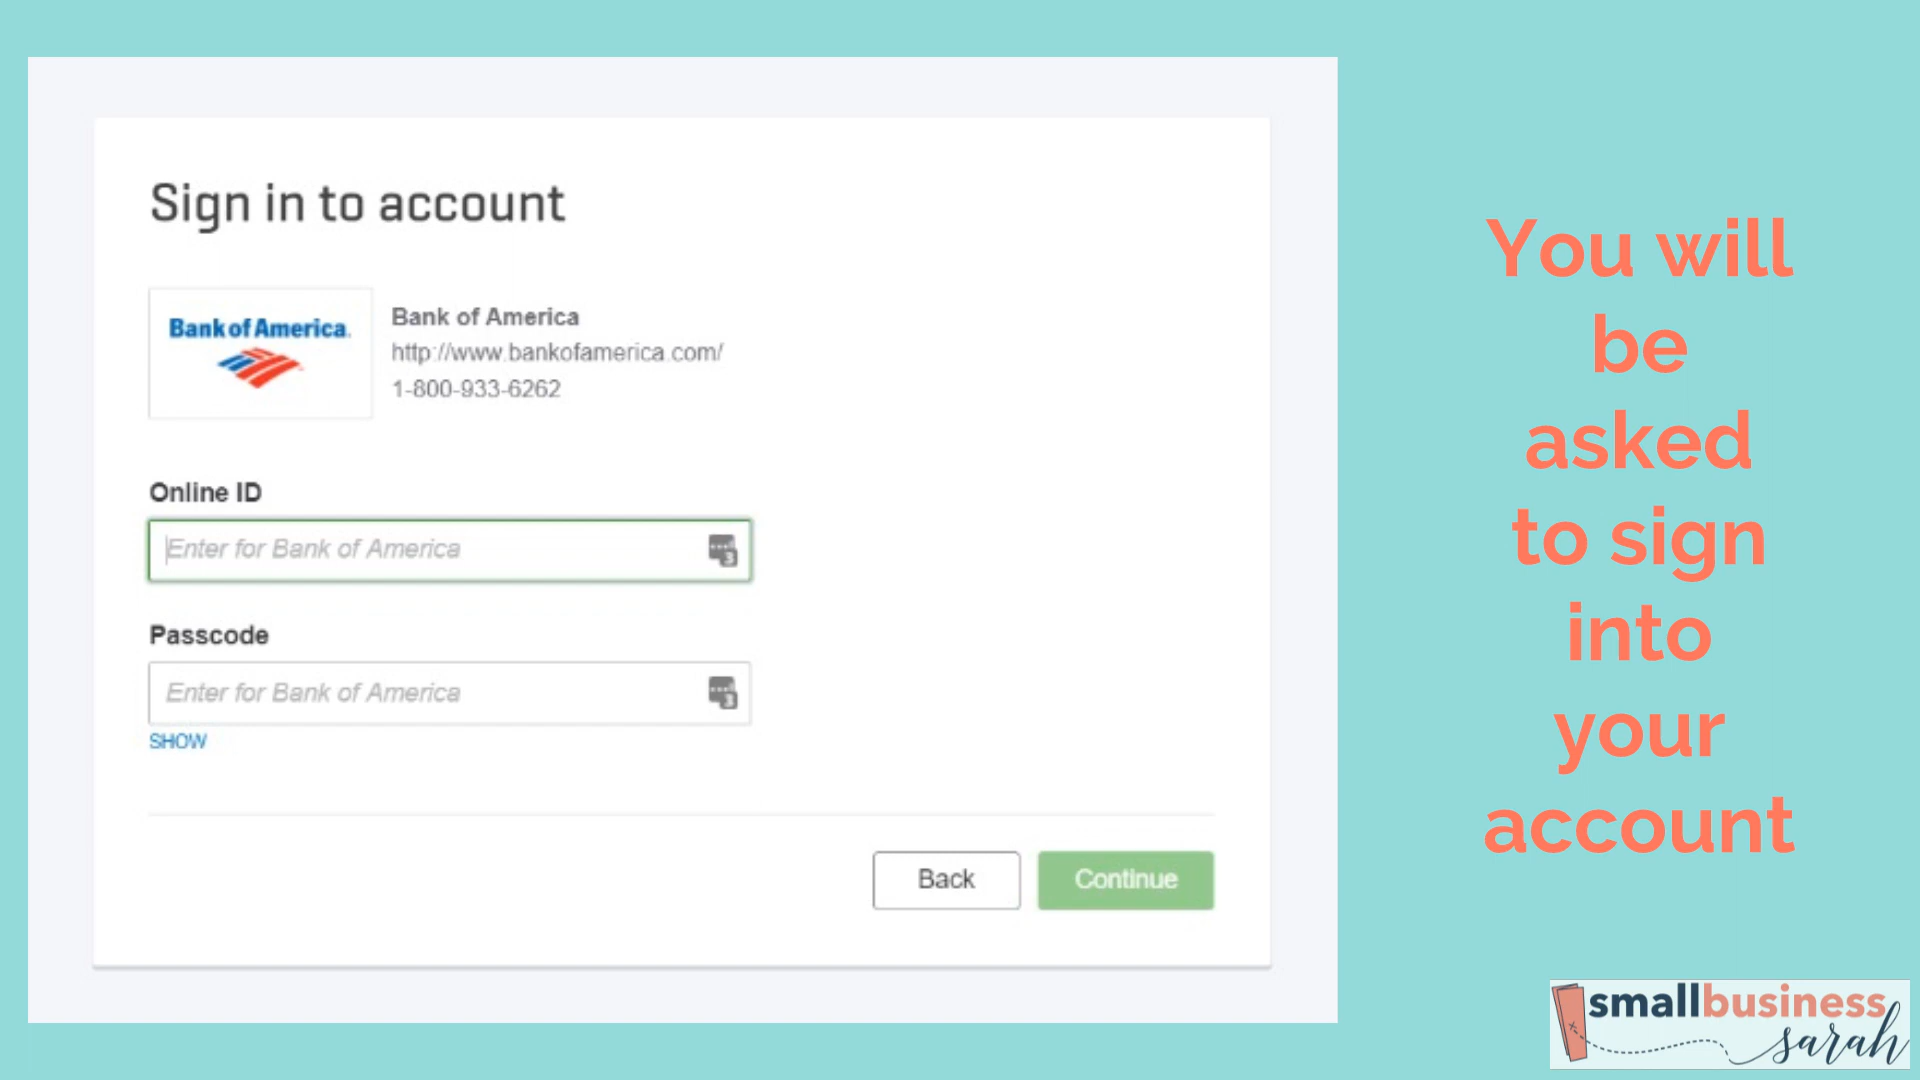 Sign in to account
Bank of America
Bank of America
http://www.bankofamerica.com/
1-800-933-6262
Online ID
Enter for Bank of America
3
Passcode
Enter for Bank of America
3
SHOW
Back
Continue
You will
be
asked
to sign
into
your
account
smallbusiness
sarah